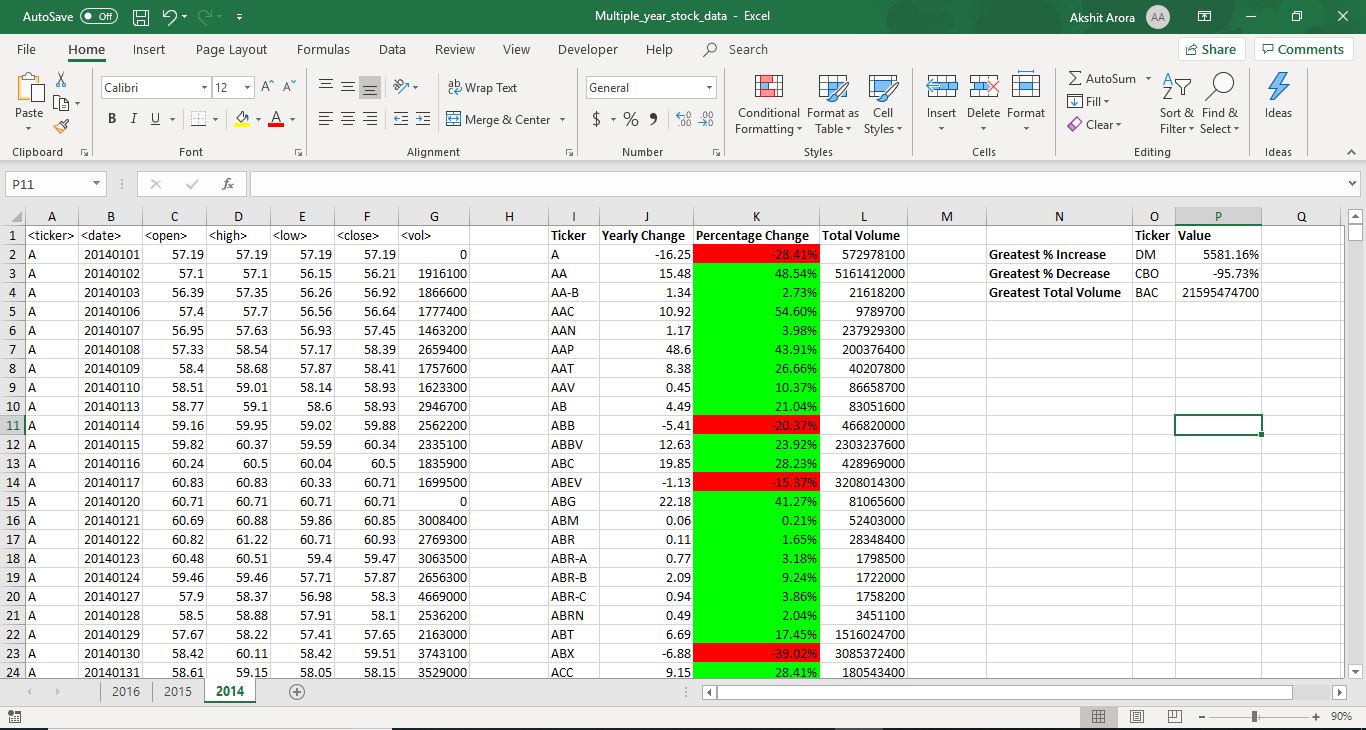 AutoSave Off Multiple_year_stock_data - Excel Akshit Arora AA
File Home Insert Page Layout Formulas Data Review View Developer Help Search Share Comments
Calibri 12 A A ab Wrap Text General AutoSum
Paste B I U A Merge & Center $ % 9 Conditional Formatting Format as Table Cell Styles Insert Delete Format Fill Clear Sort & Filter Find & Select Ideas
Clipboard Font Alignment Number Styles Cells Editing Ideas
P11 fx
A B C D E F G H I J K L M N O P Q
1 <ticker> <date> <open> <high> <low> <close> <vol> Ticker Yearly Change Percentage Change Total Volume Ticker Value
2 A 20140101 57.19 57.19 57.19 57.19 0 A -16.25 -28.41% 572978100 Greatest % Increase DM 5581.16%
3 A 20140102 57.1 57.1 56.15 56.21 1916100 AA 15.48 48.54% 5161412000 Greatest % Decrease CBO -95.73%
4 A 20140103 56.39 57.35 56.26 56.92 1866600 AA-B 1.34 2.73% 21618200 Greatest Total Volume BAC 21595474700
5 A 20140106 57.4 57.7 56.56 56.64 1777400 AAC 10.92 54.60% 9789700
6 A 20140107 56.95 57.63 56.93 57.45 1463200 AAN 1.17 3.98% 237929300
7 A 20140108 57.33 58.54 57.17 58.39 2659400 AAP 48.6 43.91% 200376400
8 A 20140109 58.4 58.68 57.87 58.41 1757600 AAT 8.38 26.66% 40207800
9 A 20140110 58.51 59.01 58.14 58.93 1623300 AAV 0.45 10.37% 86658700
10 A 20140113 58.77 59.1 58.6 58.93 2946700 AB 4.49 21.04% 83051600
11 A 20140114 59.16 59.95 59.02 59.88 2562200 ABB -5.41 -20.37% 466820000
12 A 20140115 59.82 60.37 59.59 60.34 2335100 ABBV 12.63 23.92% 2303237600
13 A 20140116 60.24 60.5 60.04 60.5 1835900 ABC 19.85 28.23% 428969000
14 A 20140117 60.83 60.83 60.33 60.71 1699500 ABEV -1.13 -15.37% 3208014300
15 A 20140120 60.71 60.71 60.71 60.71 0 ABG 22.18 41.27% 81065600
16 A 20140121 60.69 60.88 59.86 60.85 3008400 ABM 0.06 0.21% 52403000
17 A 20140122 60.82 61.22 60.71 60.93 2769300 ABR 0.11 1.65% 28348400
18 A 20140123 60.48 60.51 59.4 59.47 3063500 ABR-A 0.77 3.18% 1798500
19 A 20140124 59.46 59.46 57.71 57.87 2656300 ABR-B 2.09 9.24% 1722000
20 A 20140127 57.9 58.37 56.98 58.3 4669000 ABR-C 0.94 3.86% 1758200
21 A 20140128 58.5 58.88 57.91 58.1 2536200 ABRN 0.49 2.04% 3451100
22 A 20140129 57.67 58.22 57.41 57.65 2163000 ABT 6.69 17.45% 1516024700
23 A 20140130 58.42 60.11 58.42 59.51 3743100 ABX -6.88 -39.02% 3085372400
24 A 20140131 58.61 59.15 58.05 58.15 3529000 ACC 9.15 28.41% 180543400
2016 2015 2014
90%